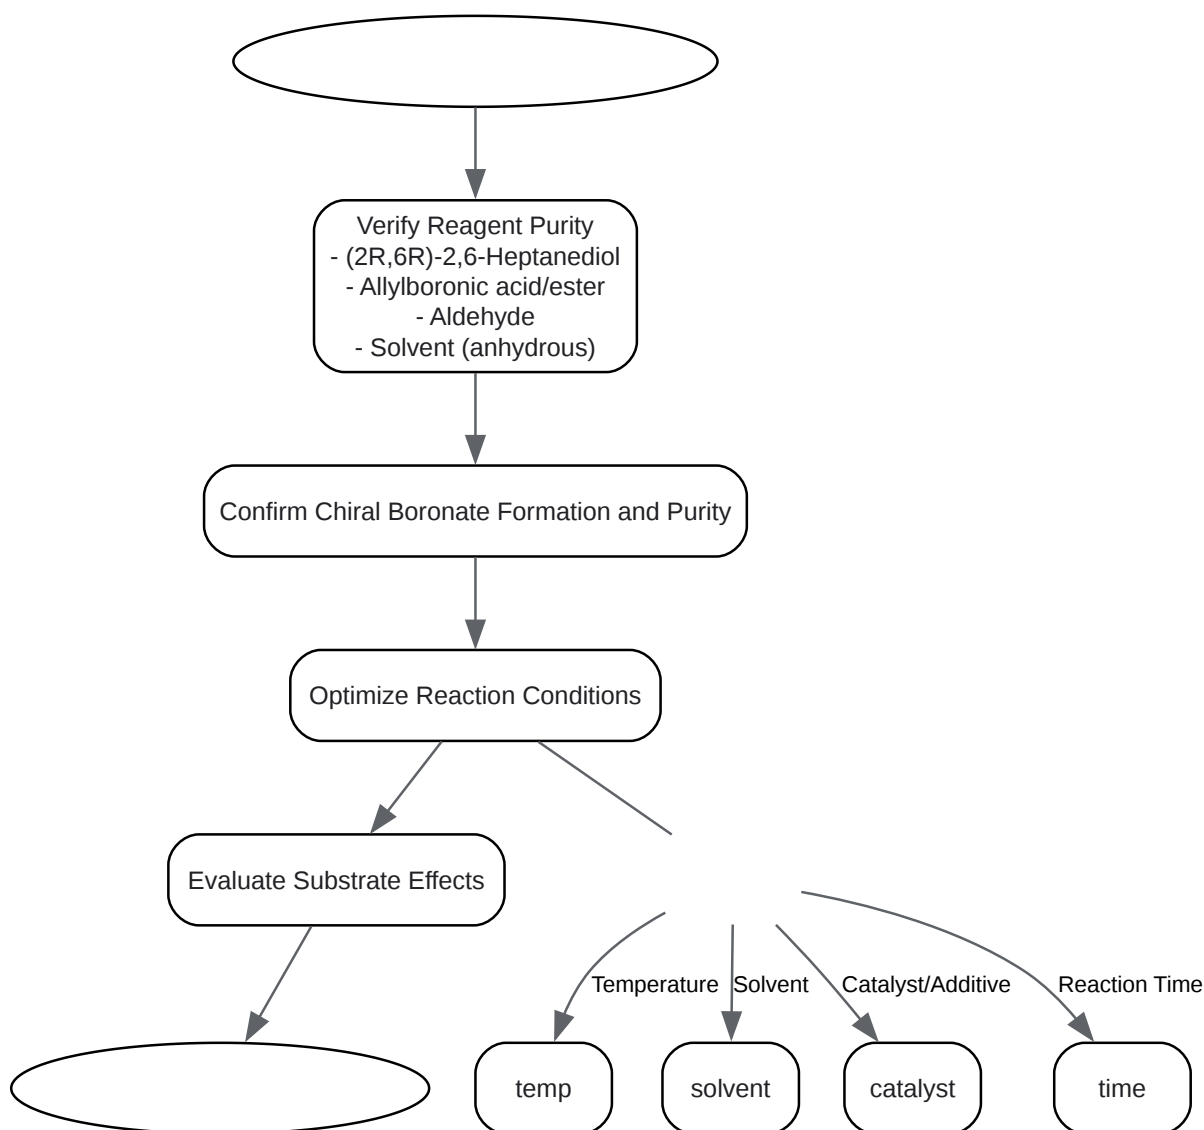 Verify Reagent Purity
- (2R,6R)-2,6-Heptanediol
- Allylboronic acid/ester
- Aldehyde
- Solvent (anhydrous)
Confirm Chiral Boronate Formation and Purity
Optimize Reaction Conditions
Evaluate Substrate Effects
Temperature
Solvent
Catalyst/Additive
Reaction Time
temp
solvent
catalyst
time